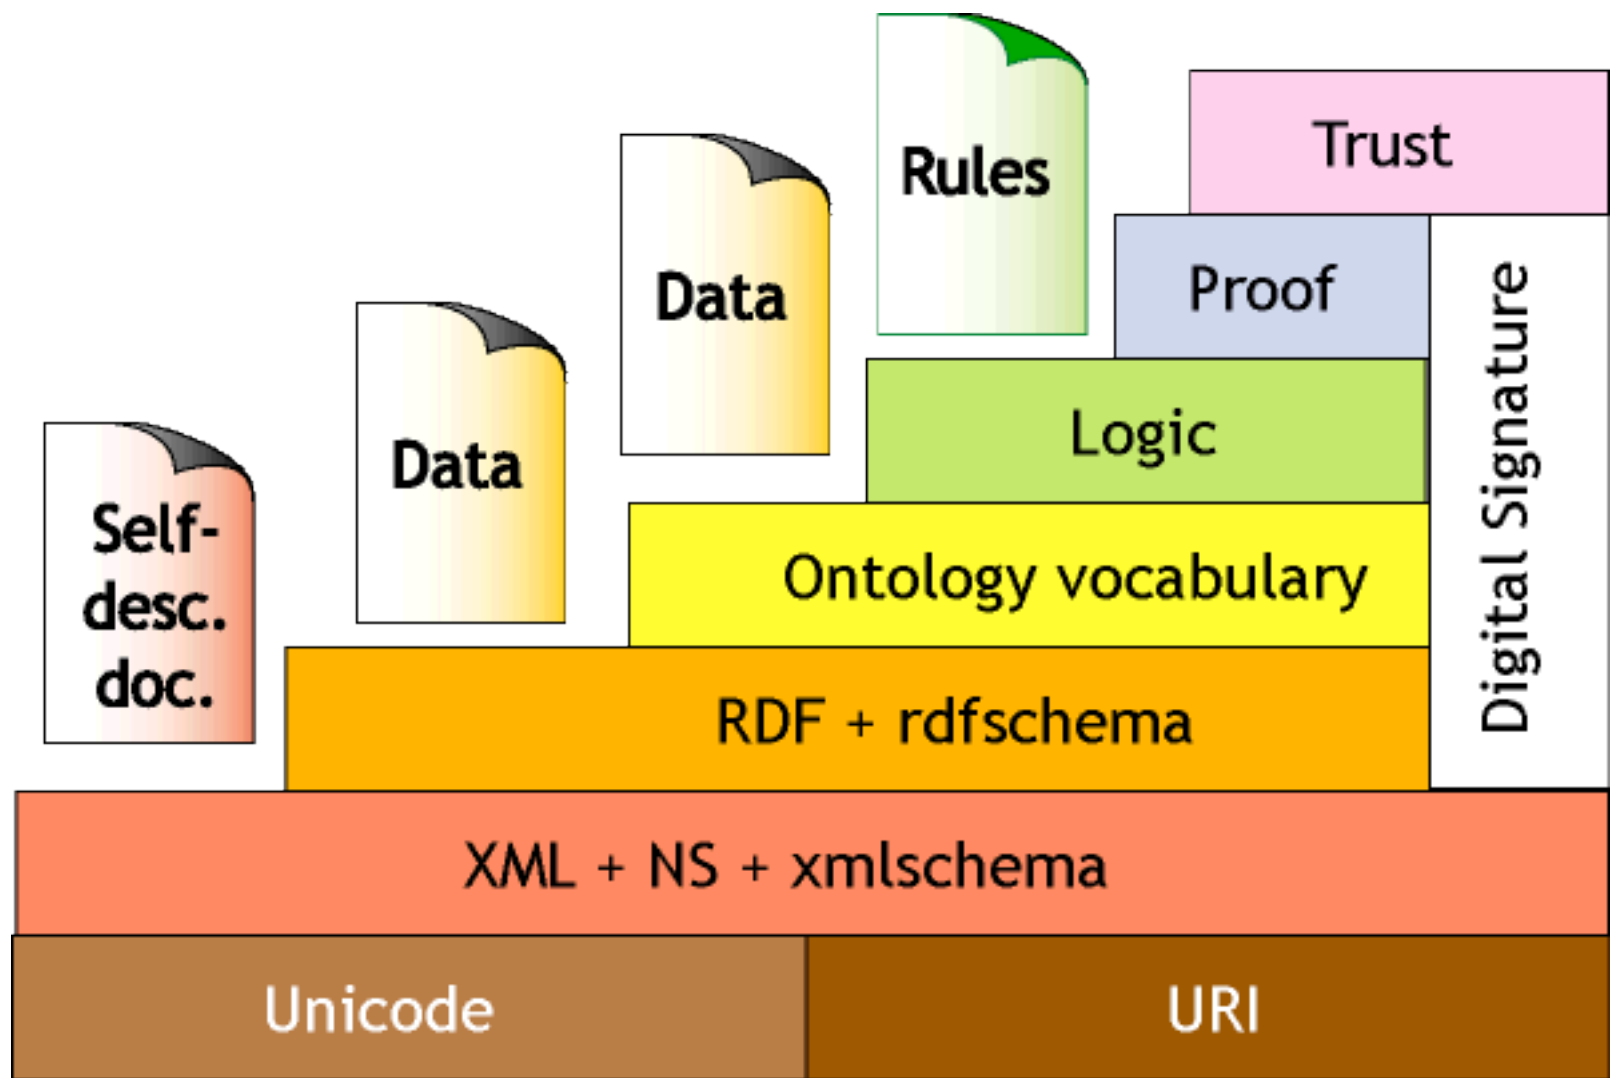 Rules
Trust
Data
Proof
Data
Logic
Digital Signature
Self-
desc.
doc.
Ontology vocabulary
RDF + rdfschema
XML + NS + xmlschema
Unicode
URI